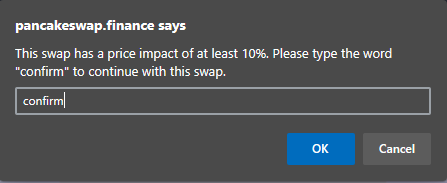 pancakeswap.finance says
This swap has a price impact of at least 10%. Please type the word
"confirm" to continue with this swap.
confirm
OK Cancel